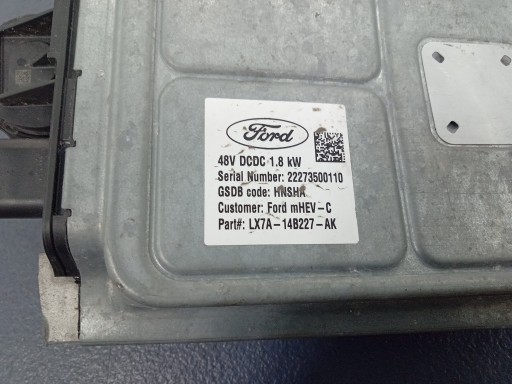 Ford
48V DCDC 1.8 kW
Serial Number: 22273500110
GSDB code: HNSHA
Customer: Ford mHEV-C
Part#: LX7A-14B227-AK